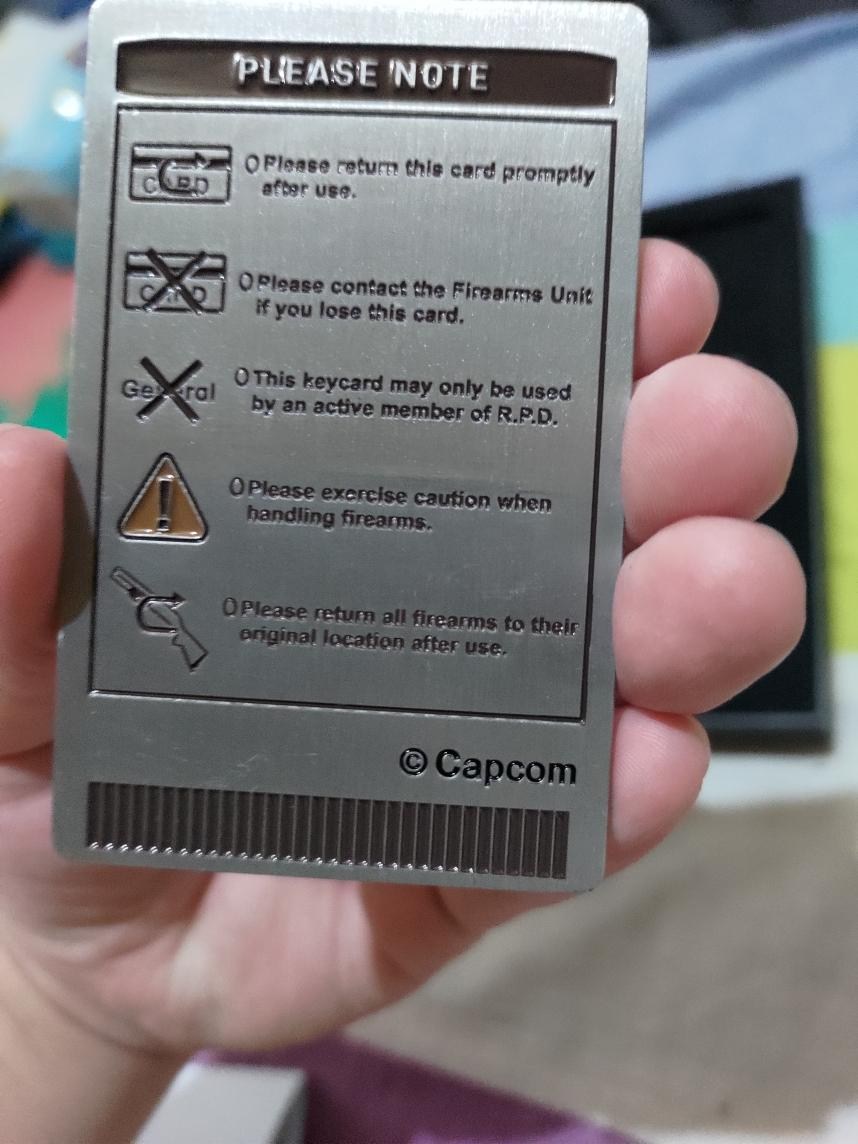 PLEASE NOTE
CARD
Please return this card promptly
after use.
Please contact the Firearms Unit
if you lose this card.
General
This keycard may only be used
by an active member of R.P.D.
!
Please exercise caution when
handling firearms.
Please return all firearms to their
original location after use.
© Capcom